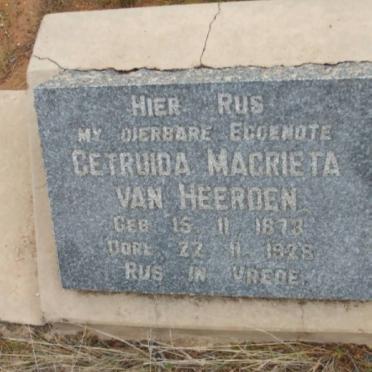 HIER RUS
MY DIERBARE EGGENOTE
GETRUIDA MAGRIETA
VAN HEERDEN
GEB 15 11 1873
OORL 22 11 1928
RUS IN VREDE